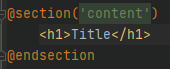 @section('content')
<h1>Title</h1>
@endsection